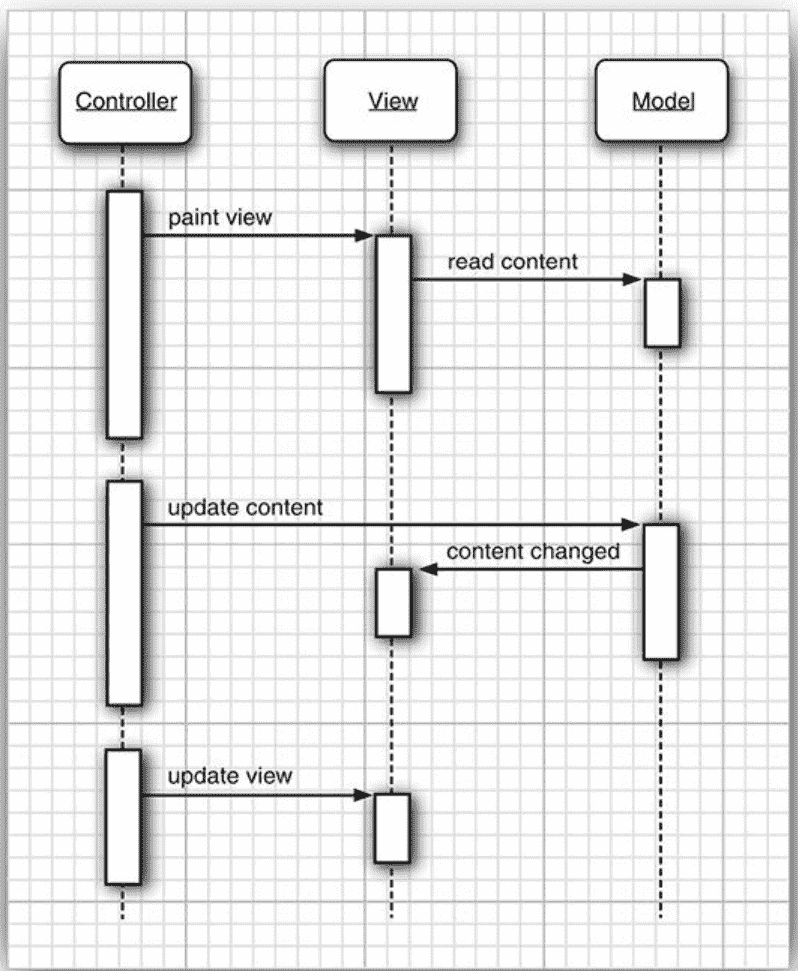 Controller
View
Model
paint view
read content
update content
content changed
update view